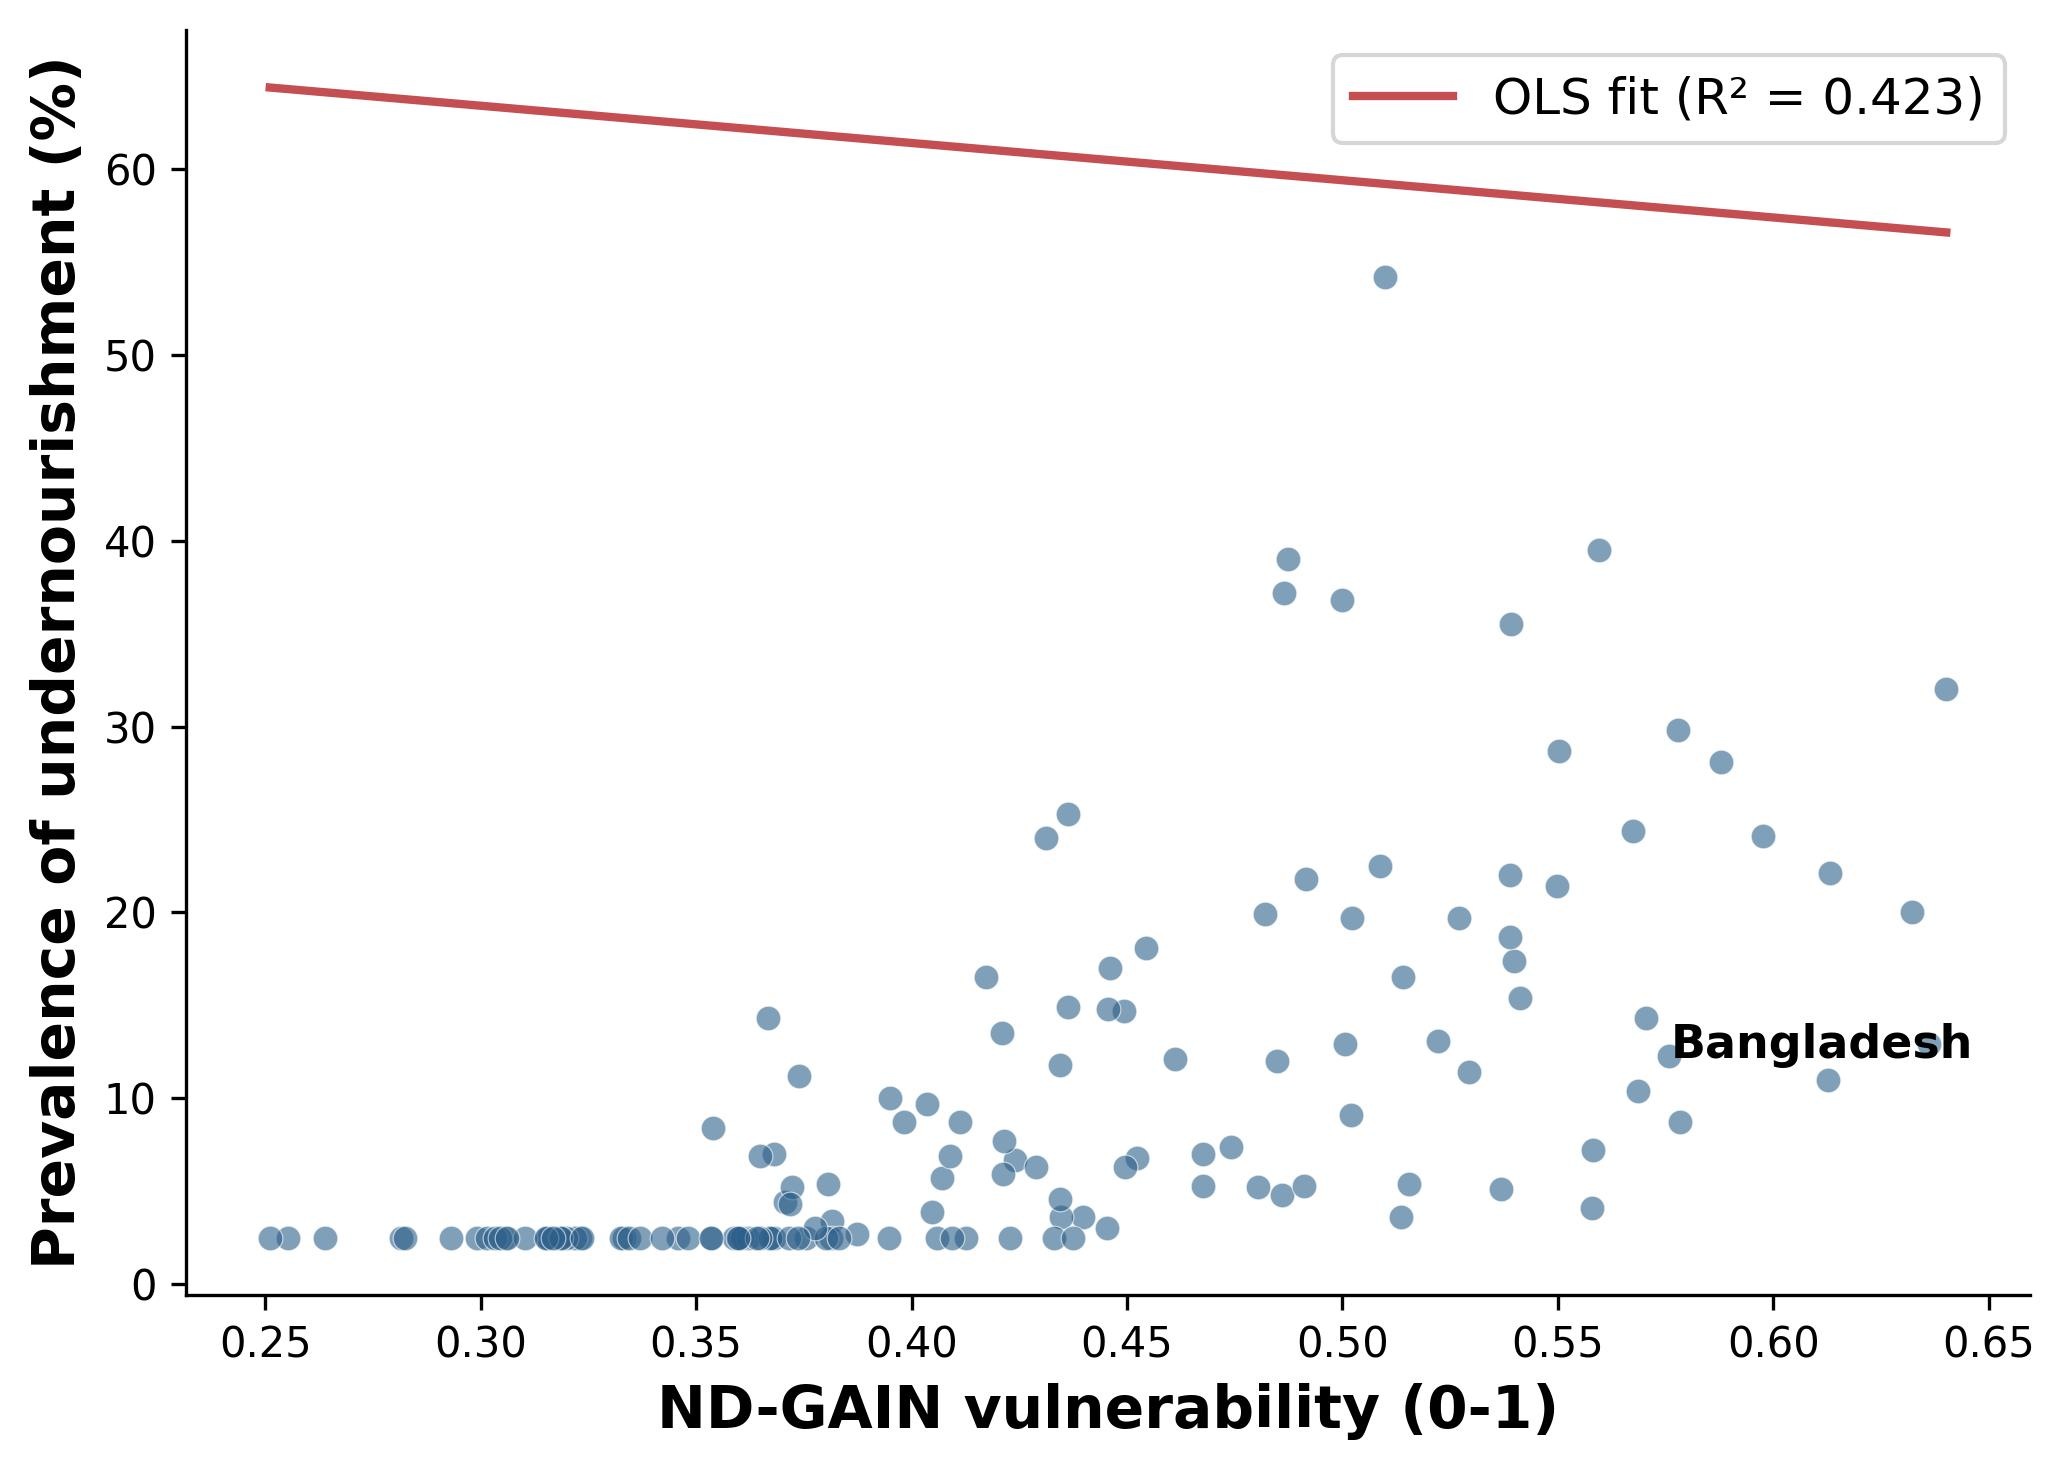 OLS fit (R² = 0.423)
Prevalence of undernourishment (%)
60
50
40
30
20
10
0
Bangladesh
0.25 0.30 0.35 0.40 0.45 0.50 0.55 0.60 0.65
ND-GAIN vulnerability (0-1)